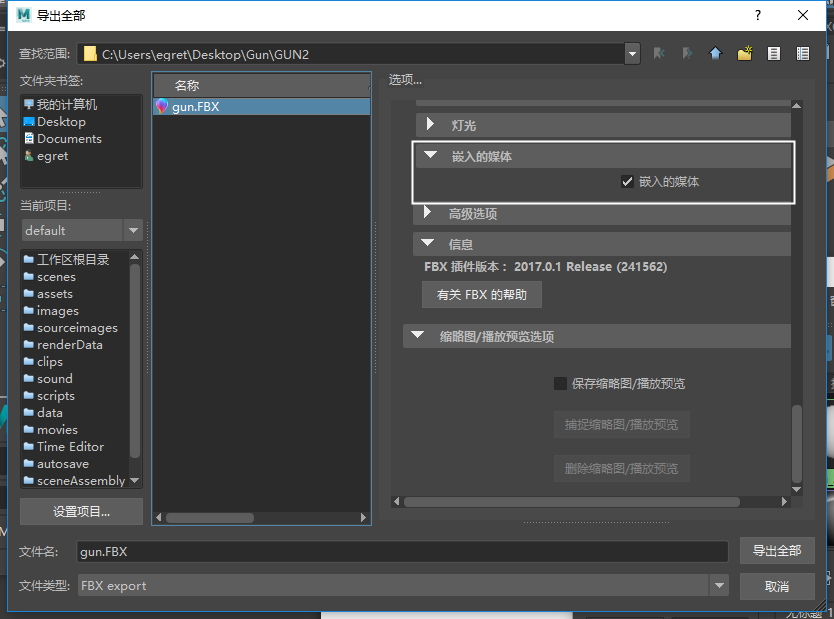 导出全部
查找范围:
C:\Users\egret\Desktop\Gun\GUN2
文件夹书签:
我的计算机
Desktop
Documents
egret
当前项目:
default
工作区根目录
scenes
assets
images
sourceimages
renderData
clips
sound
scripts
data
movies
Time Editor
autosave
sceneAssembly
设置项目...
名称
gun.FBX
选项...
灯光
嵌入的媒体
嵌入的媒体
高级选项
信息
FBX 插件版本: 2017.0.1 Release (241562)
有关 FBX 的帮助
缩略图/播放预览选项
保存缩略图/播放预览
捕捉缩略图/播放预览
删除缩略图/播放预览
文件名:
gun.FBX
导出全部
文件类型:
FBX export
取消